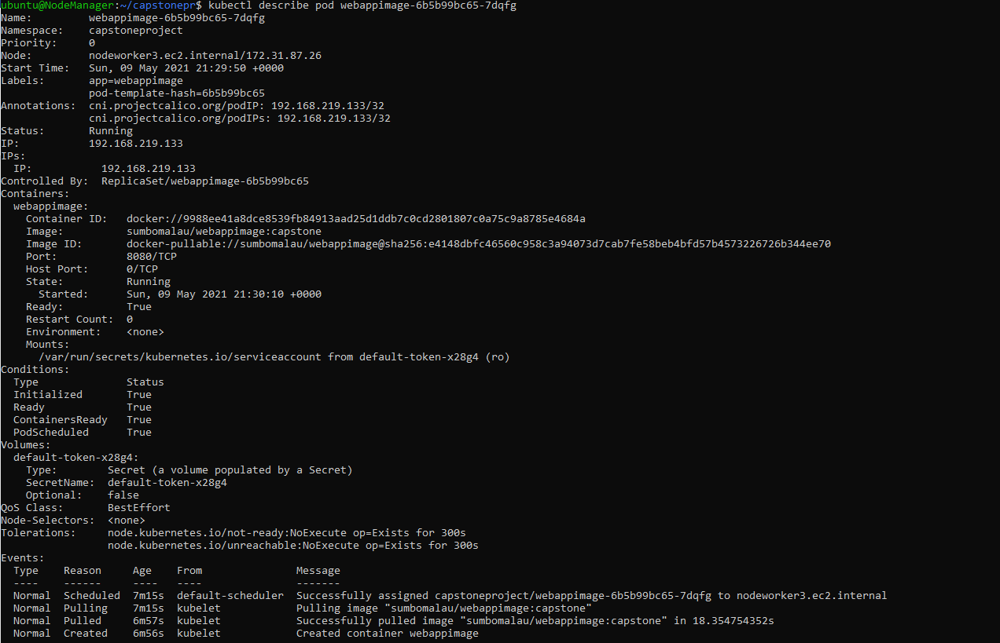 ubuntu@NodeManager:~/capstonepr$ kubectl describe pod webappimage-6b5b99bc65-7dqfg
Name:         webappimage-6b5b99bc65-7dqfg
Namespace:    capstoneproject
Priority:     0
Node:         nodeworker3.ec2.internal/172.31.87.26
Start Time:   Sun, 09 May 2021 21:29:50 +0000
Labels:       app=webappimage
              pod-template-hash=6b5b99bc65
Annotations:  cni.projectcalico.org/podIP: 192.168.219.133/32
              cni.projectcalico.org/podIPs: 192.168.219.133/32
Status:       Running
IP:           192.168.219.133
IPs:
  IP:           192.168.219.133
Controlled By:  ReplicaSet/webappimage-6b5b99bc65
Containers:
  webappimage:
    Container ID:   docker://9988ee41a8dce8539fb84913aad25d1ddb7c0cd2801807c0a75c9a8785e4684a
    Image:          sumbomalau/webappimage:capstone
    Image ID:       docker-pullable://sumbomalau/webappimage@sha256:e4148dbfc46560c958c3a94073d7cab7fe58beb4bfd57b4573226726b344ee70
    Port:           8080/TCP
    Host Port:      0/TCP
    State:          Running
      Started:      Sun, 09 May 2021 21:30:10 +0000
    Ready:          True
    Restart Count:  0
    Environment:    <none>
    Mounts:
      /var/run/secrets/kubernetes.io/serviceaccount from default-token-x28g4 (ro)
Conditions:
  Type              Status
  Initialized       True
  Ready             True
  ContainersReady   True
  PodScheduled      True
Volumes:
  default-token-x28g4:
    Type:        Secret (a volume populated by a Secret)
    SecretName:  default-token-x28g4
    Optional:    false
QoS Class:       BestEffort
Node-Selectors:  <none>
Tolerations:     node.kubernetes.io/not-ready:NoExecute op=Exists for 300s
                 node.kubernetes.io/unreachable:NoExecute op=Exists for 300s
Events:
  Type    Reason     Age    From               Message
  ----    ------     ----   ----               -------
  Normal  Scheduled  7m15s  default-scheduler  Successfully assigned capstoneproject/webappimage-6b5b99bc65-7dqfg to nodeworker3.ec2.internal
  Normal  Pulling    7m15s  kubelet            Pulling image "sumbomalau/webappimage:capstone"
  Normal  Pulled     6m57s  kubelet            Successfully pulled image "sumbomalau/webappimage:capstone" in 18.354754352s
  Normal  Created    6m56s  kubelet            Created container webappimage